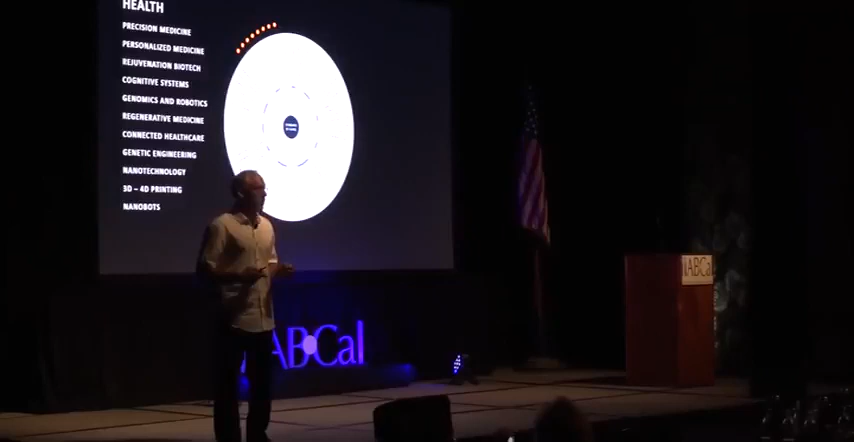 HEALTH
PRECISION MEDICINE
PERSONALIZED MEDICINE
REJUVENATION BIOTECH
COGNITIVE SYSTEMS
GENOMICS AND ROBOTICS
REGENERATIVE MEDICINE
CONNECTED HEALTHCARE
GENETIC ENGINEERING
NANOTECHNOLOGY
3D – 4D PRINTING
NANOBOTS
ABCal
IABCal